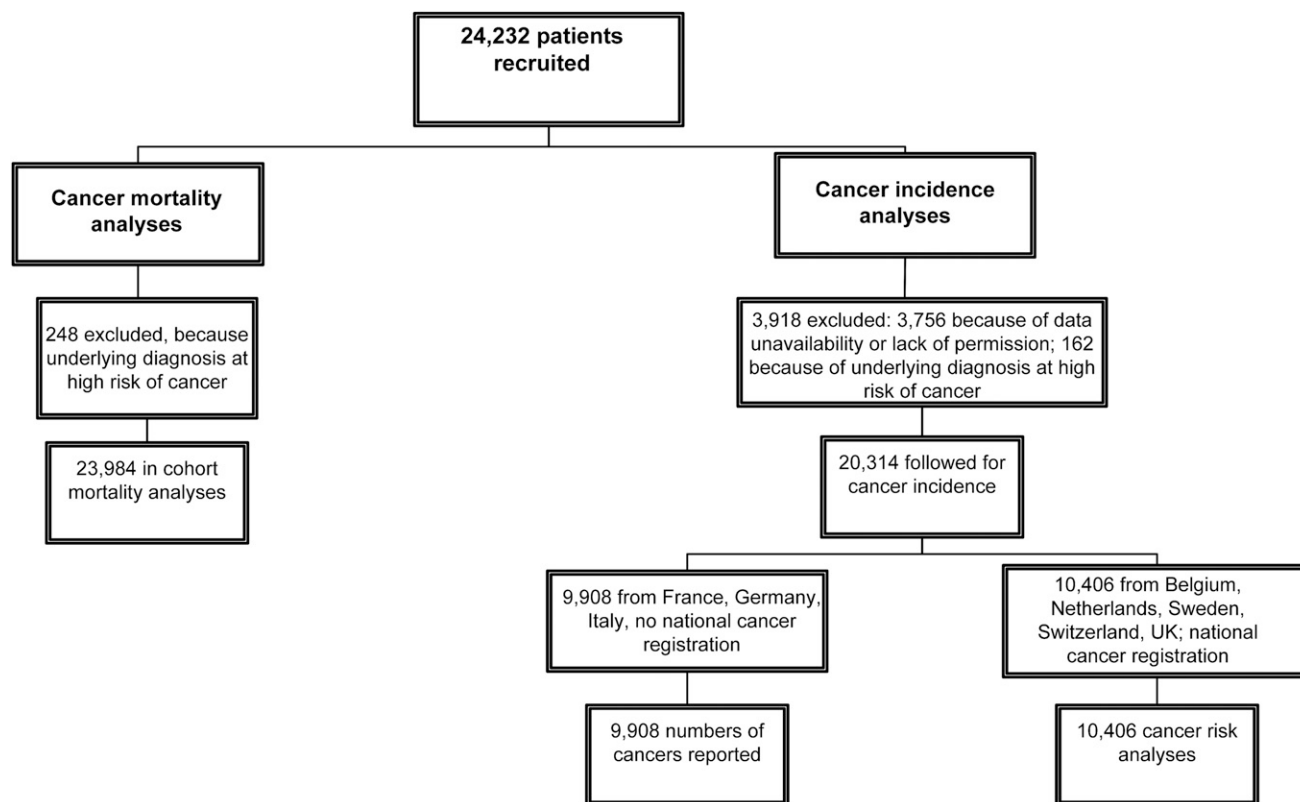 24,232 patients
recruited
Cancer mortality
analyses
248 excluded, because
underlying diagnosis at
high risk of cancer
23,984 in cohort
mortality analyses
Cancer incidence
analyses
3,918 excluded: 3,756 because of data
unavailability or lack of permission; 162
because of underlying diagnosis at high
risk of cancer
20,314 followed for
cancer incidence
9,908 from France, Germany,
Italy, no national cancer
registration
9,908 numbers of
cancers reported
10,406 from Belgium,
Netherlands, Sweden,
Switzerland, UK; national
cancer registration
10,406 cancer risk
analyses